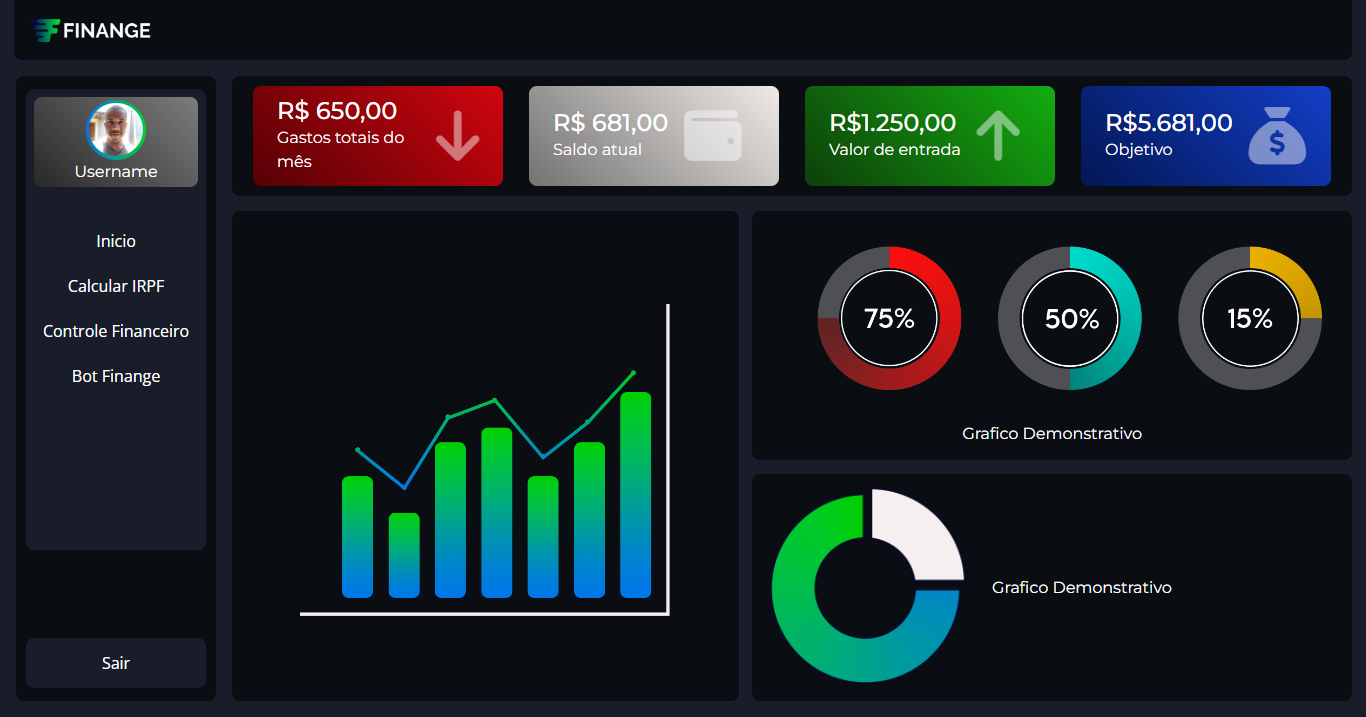 FINANGE
Username
Inicio
Calcular IRPF
Controle Financeiro
Bot Finange
Sair
R$ 650,00
Gastos totais do
mês
R$ 681,00
Saldo atual
R$1.250,00
Valor de entrada
R$5.681,00
Objetivo
$
75%
50%
15%
Grafico Demonstrativo
Grafico Demonstrativo